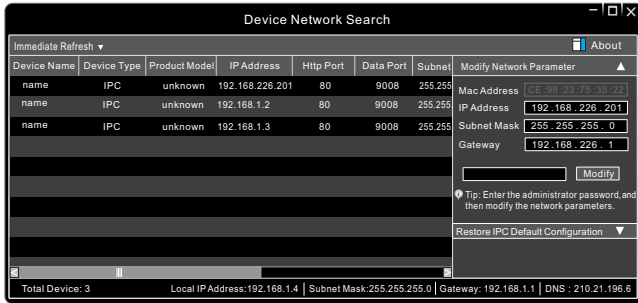 Device Network Search
Immediate Refresh ▼ About
Device Name Device Type Product Model IP Address Http Port Data Port Subnet
name IPC unknown 192.168.226.201 80 9008 255.255
name IPC unknown 192.168.1.2 80 9008 255.255
name IPC unknown 192.168.1.3 80 9008 255.255
Modify Network Parameter ▲
Mac Address CE:98:23:75:35:22
IP Address 192.168.226.201
Subnet Mask 255.255.255. 0
Gateway 192.168.226. 1
Modify
Tip: Enter the administrator password, and
then modify the network parameters.
Restore IPC Default Configuration ▼
Total Device: 3 Local IP Address:192.168.1.4 Subnet Mask:255.255.255.0 Gateway: 192.168.1.1 DNS : 210.21.196.6